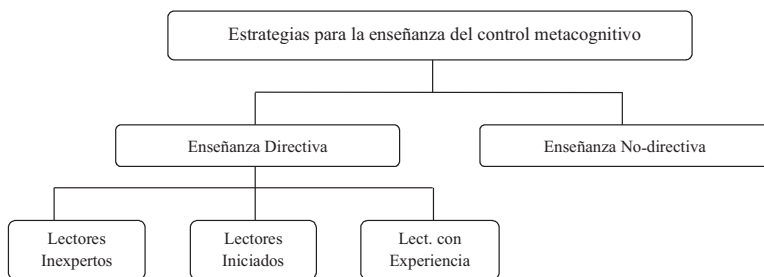 Estrategias para la enseñanza del control metacognitivo
Enseñanza Directiva
Enseñanza No-directiva
Lectores
Inexpertos
Lectores
Iniciados
Lect. con
Experiencia